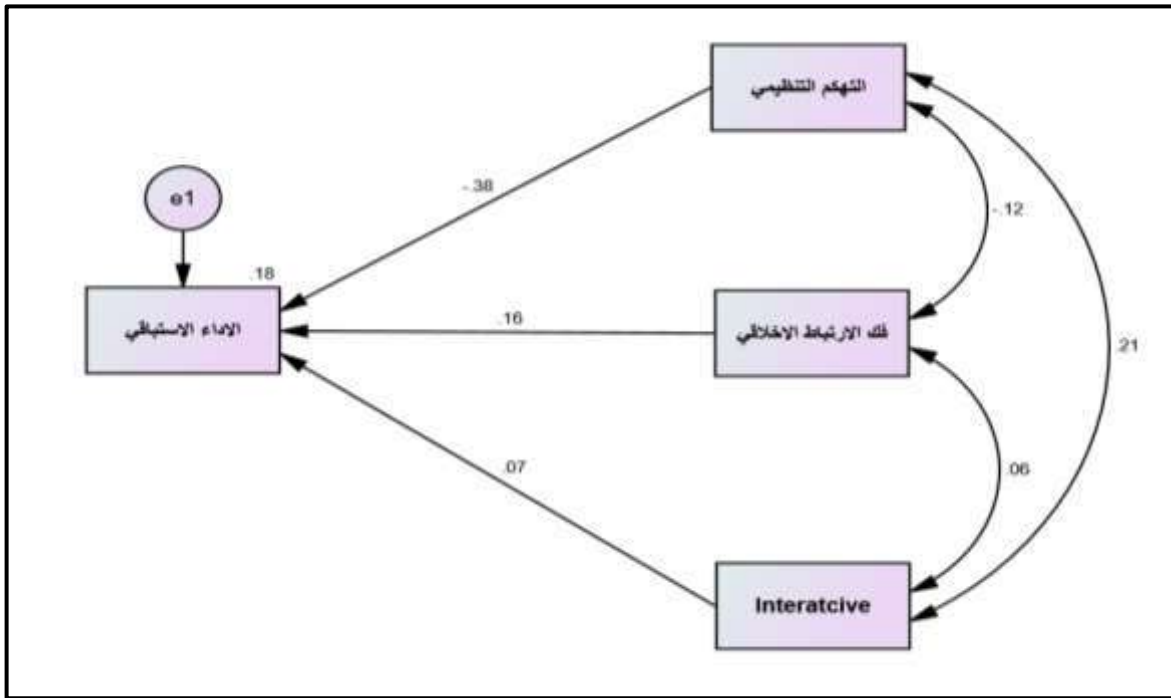 التهكم التنظيمي
-.38
e1
-.12
.18
الاداء الاستباقي
.16
فك الارتباط الاخلاقي
.21
.07
.06
Interatcive